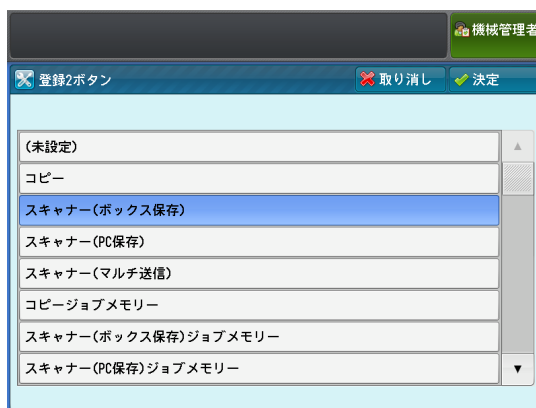 機械管理者
登録2ボタン
取り消し
決定
(未設定)
コピー
スキャナー(ボックス保存)
スキャナー(PC保存)
スキャナー(マルチ送信)
コピージョブメモリー
スキャナー(ボックス保存)ジョブメモリー
スキャナー(PC保存)ジョブメモリー